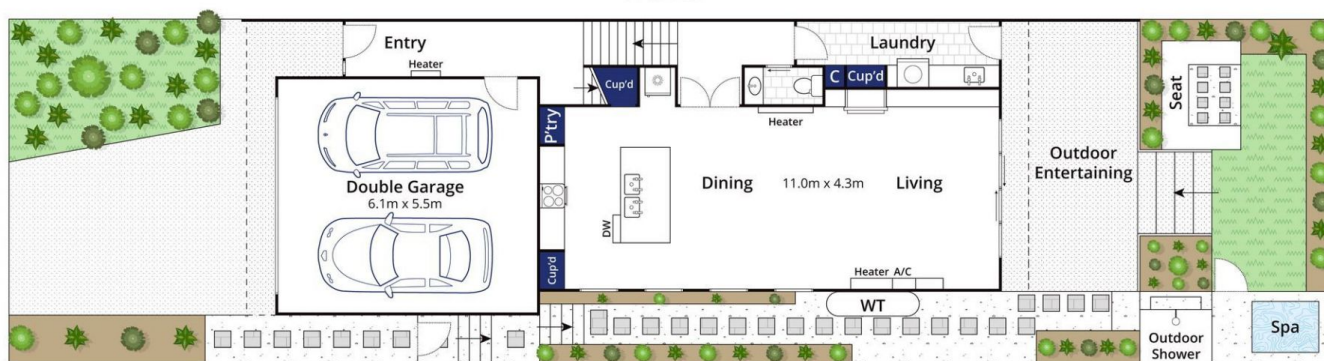 Entry
Heater
Cup'd
Laundry
C
Cup'd
Heater
P'try
Double Garage
6.1m x 5.5m
DW
Dining
11.0m x 4.3m
Living
Outdoor
Entertaining
Seat
Cup'd
Heater A/C
WT
Outdoor
Shower
Spa